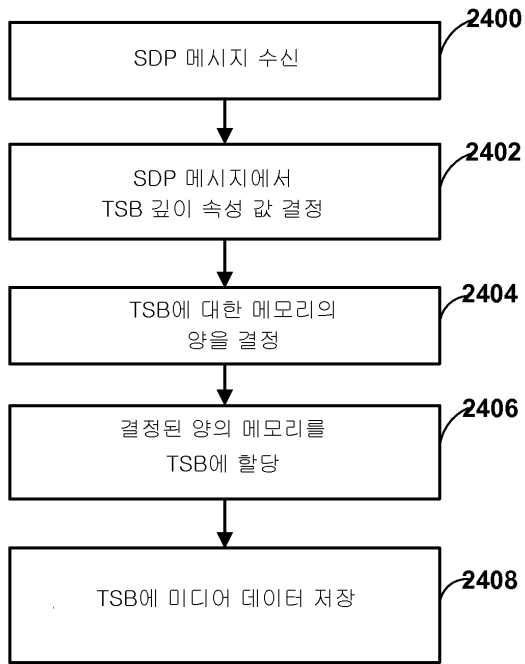 2400
SDP 메시지 수신
2402
SDP 메시지에서
TSB 깊이 속성 값 결정
2404
TSB에 대한 메모리의
양을 결정
2406
결정된 양의 메모리를
TSB에 할당
2408
TSB에 미디어 데이터 저장